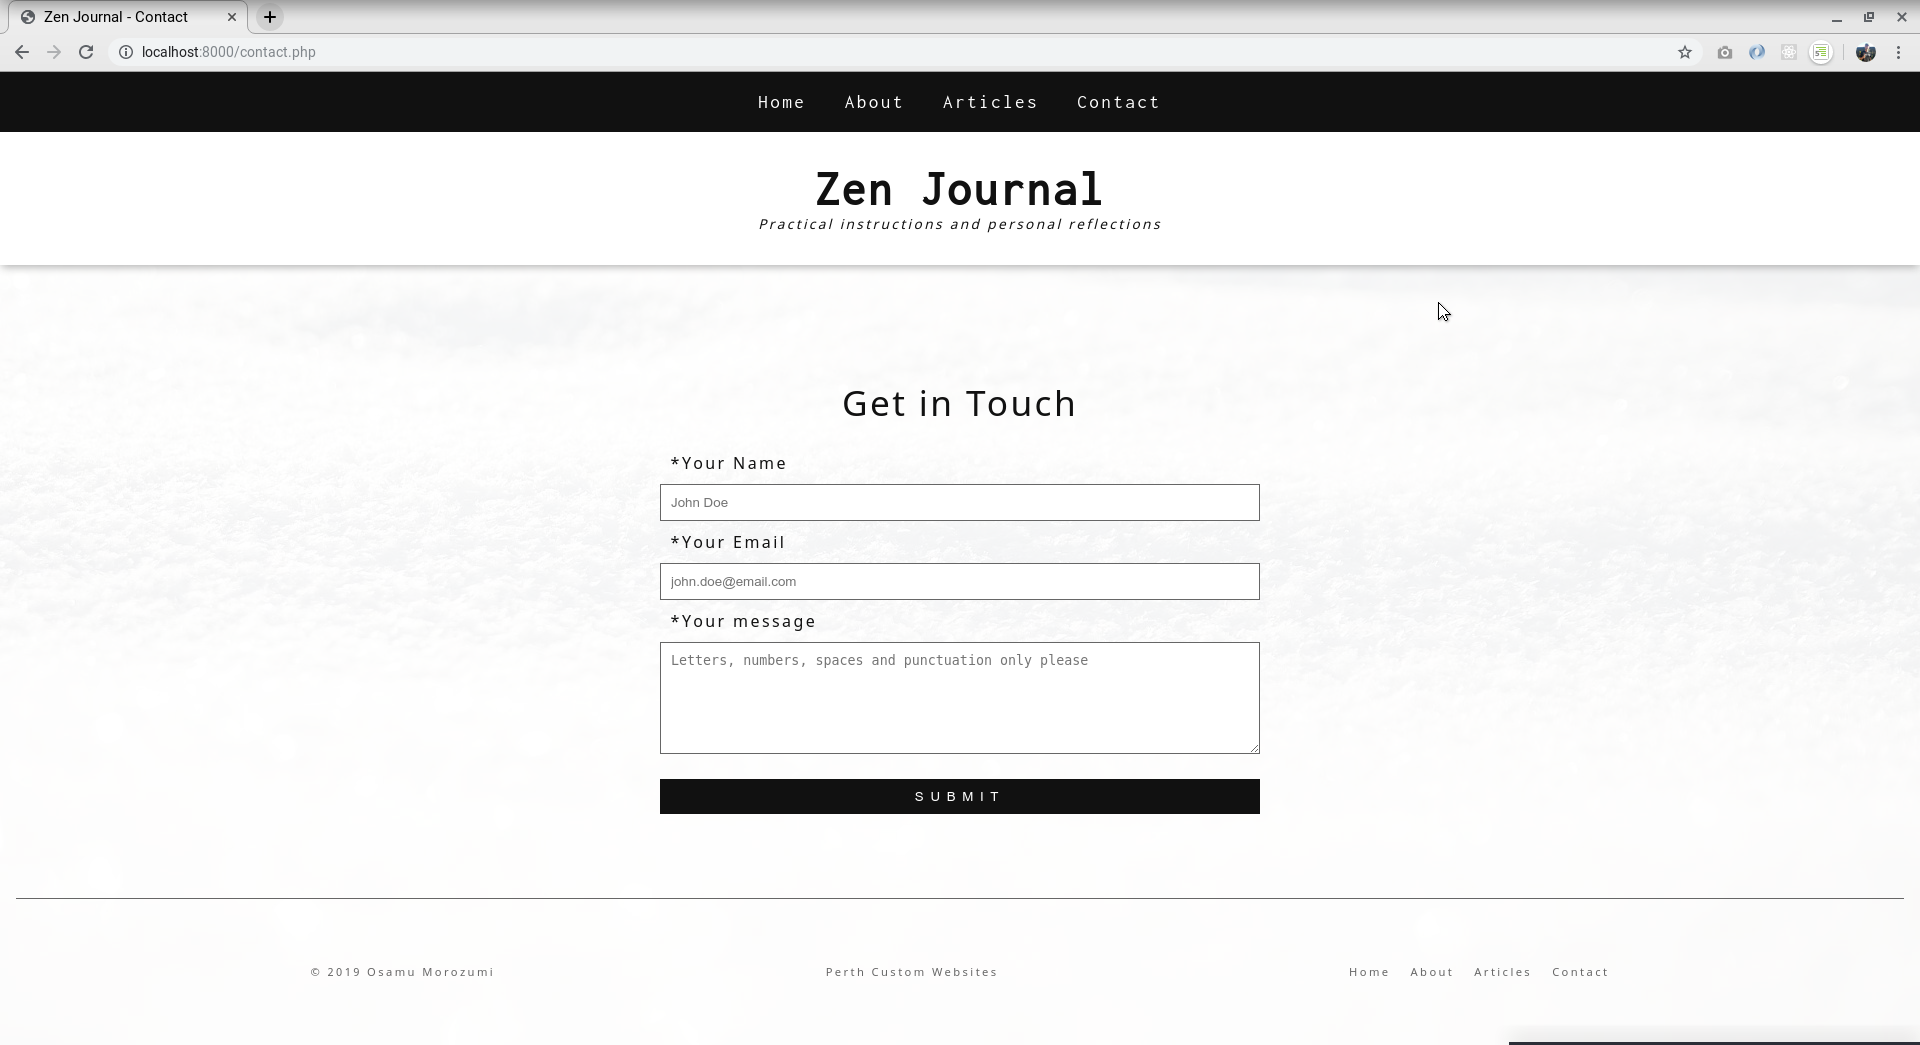 Zen Journal - Contact
localhost:8000/contact.php
Home About Articles Contact
Zen Journal
Practical instructions and personal reflections
Get in Touch
*Your Name
John Doe
*Your Email
john.doe@email.com
*Your message
Letters, numbers, spaces and punctuation only please
SUBMIT
© 2019 Osamu Morozumi Perth Custom Websites Home About Articles Contact